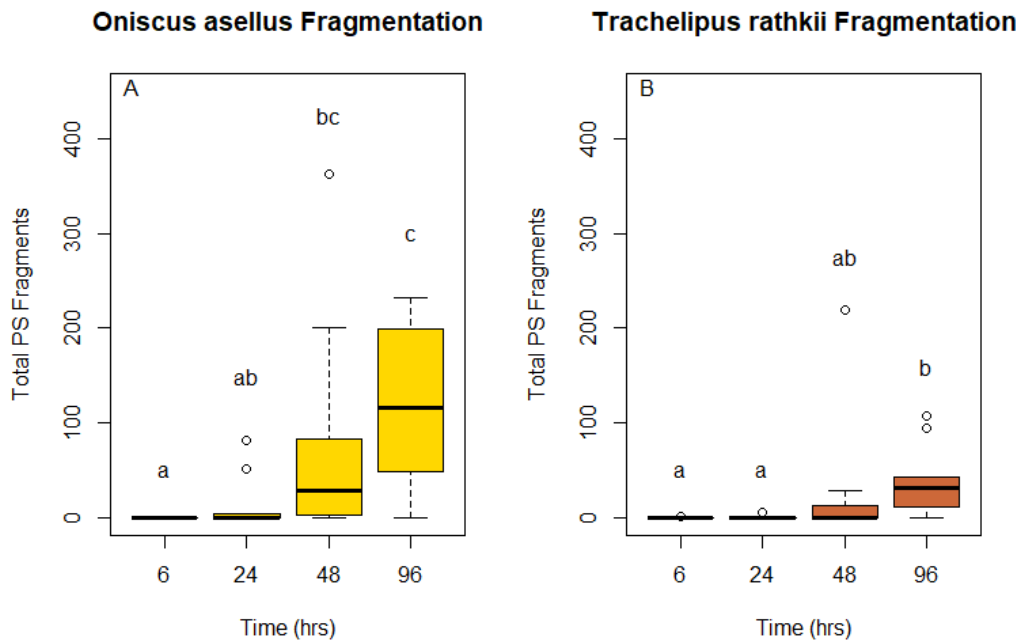 Oniscus asellus Fragmentation
A
Total PS Fragments
400
300
200
100
0
a
ab
bc
c
6 24 48 96
Time (hrs)
Trachelipus rathkii Fragmentation
B
Total PS Fragments
400
300
200
100
0
a
a
ab
b
6 24 48 96
Time (hrs)